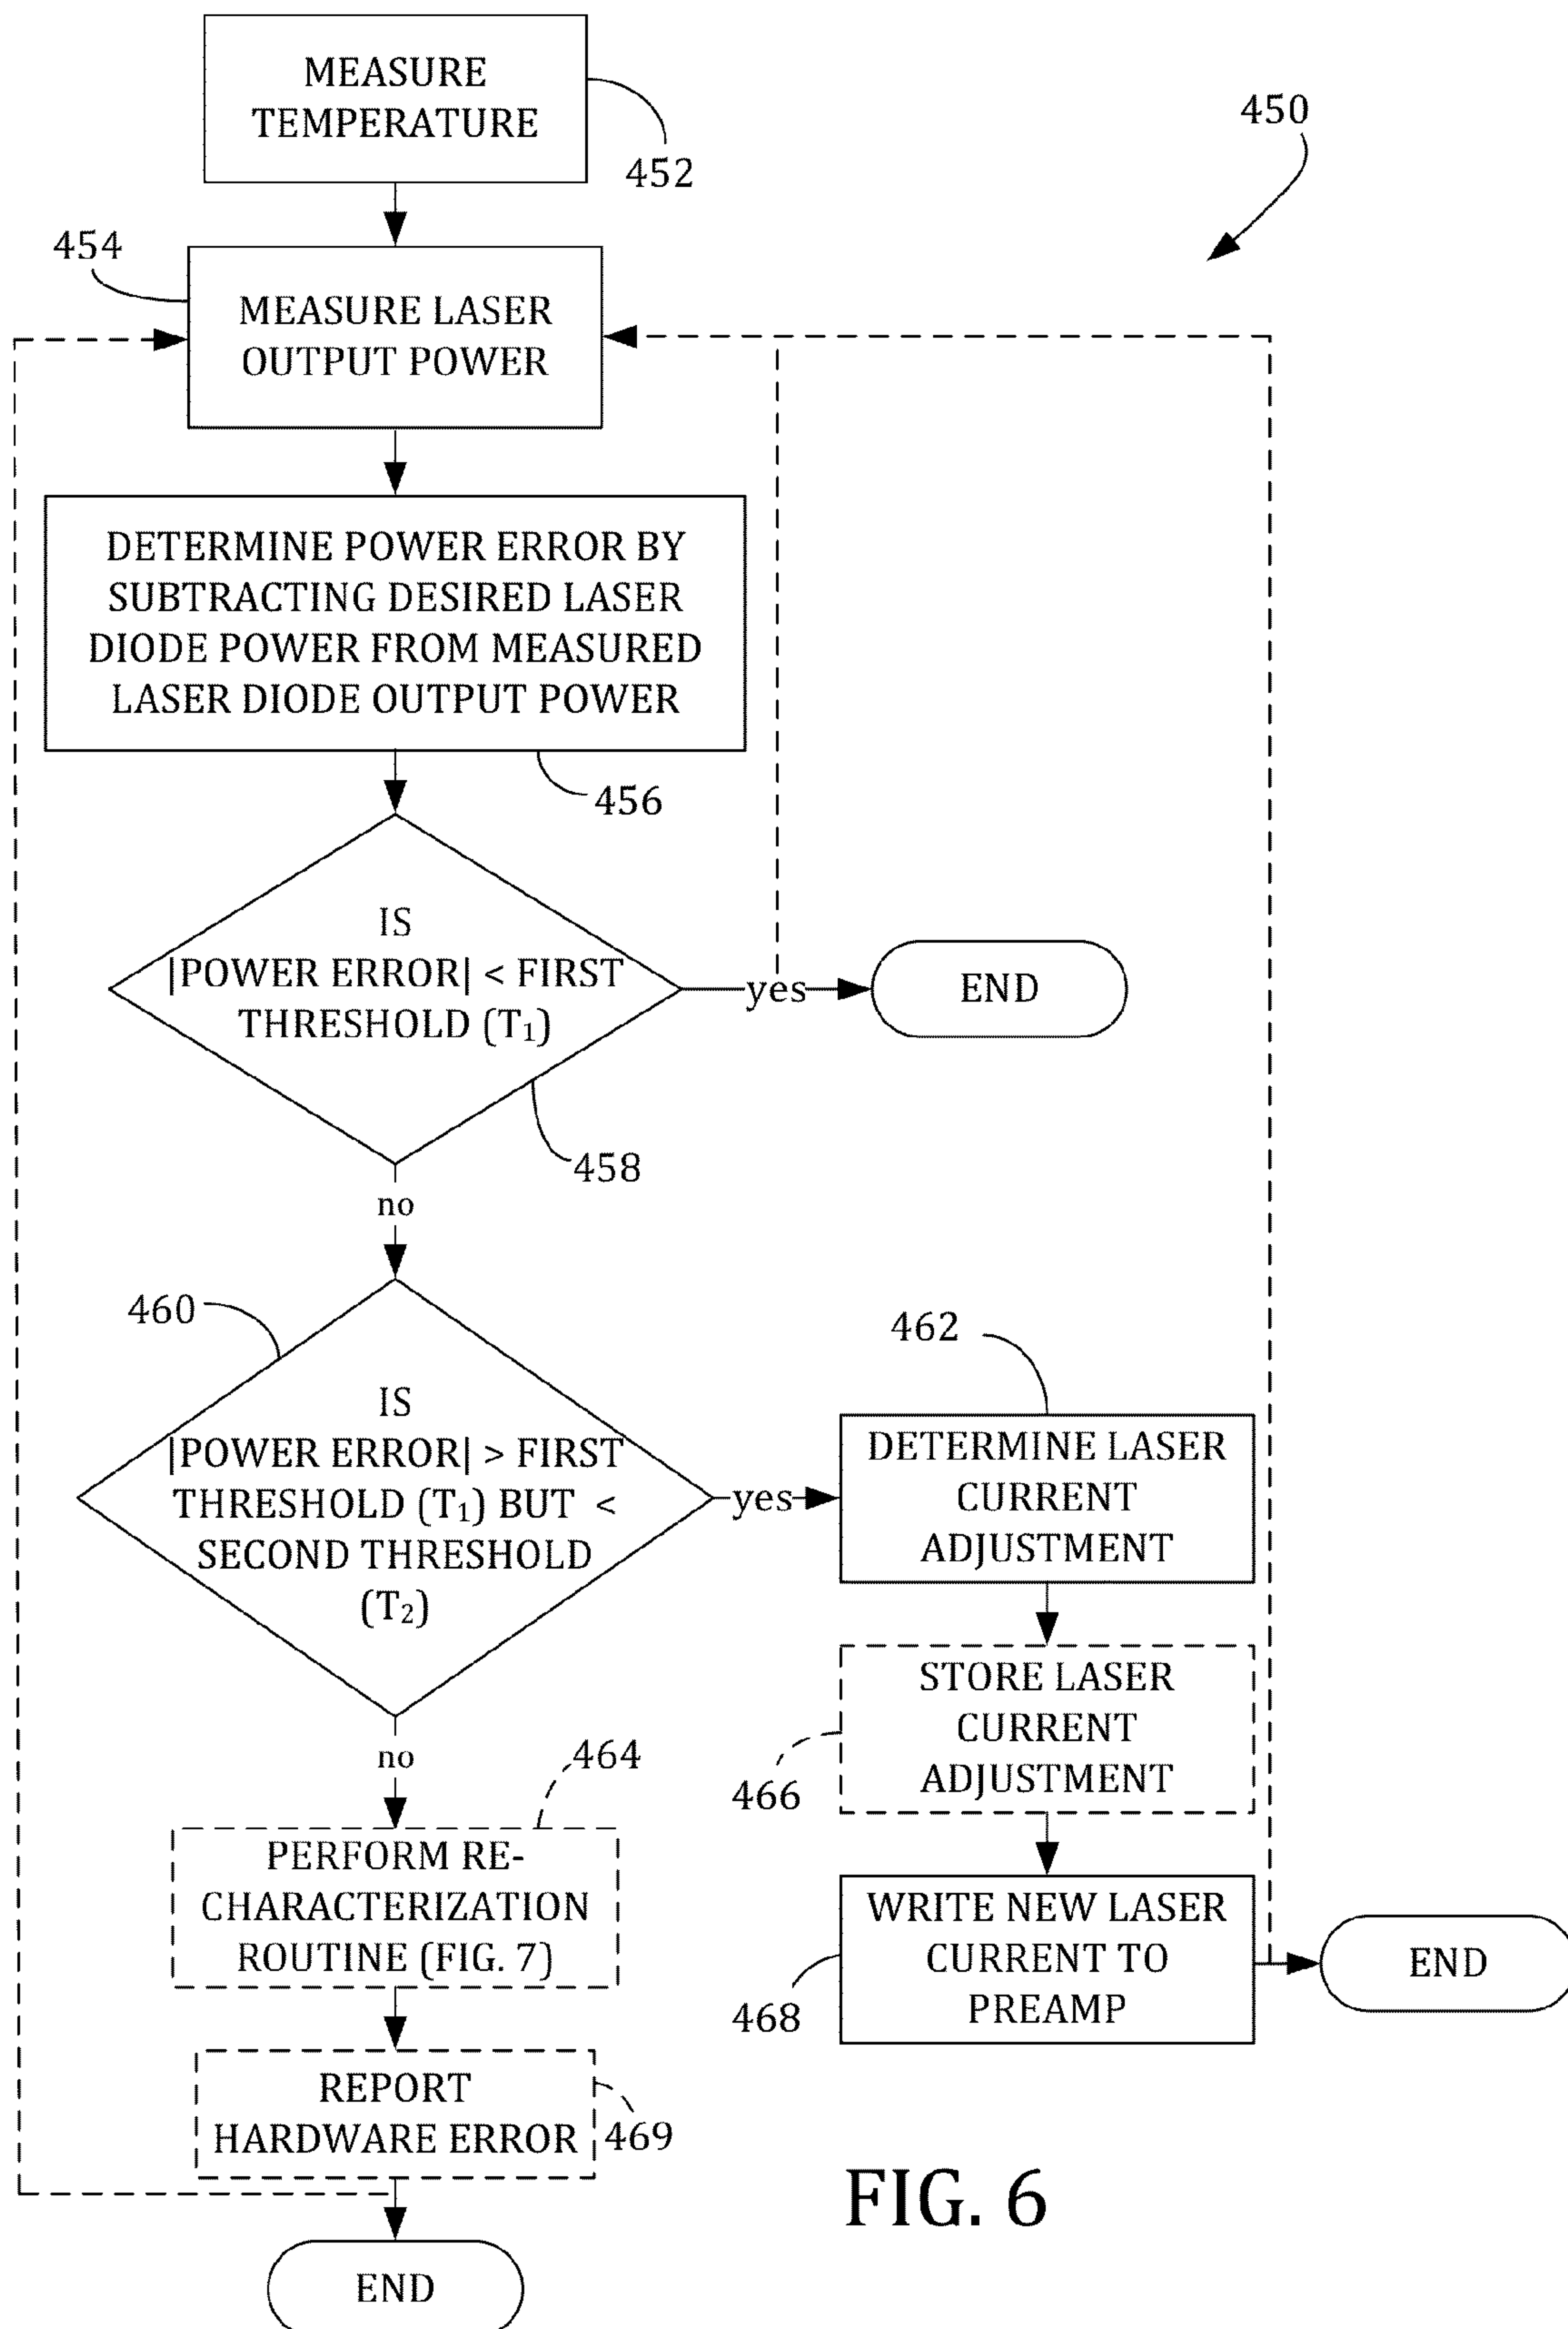 MEASURE
TEMPERATURE
452
450
454
MEASURE LASER
OUTPUT POWER
DETERMINE POWER ERROR BY
SUBTRACTING DESIRED LASER
DIODE POWER FROM MEASURED
LASER DIODE OUTPUT POWER
456
IS
|POWER ERROR| < FIRST
THRESHOLD (T₁)
yes
END
458
no
460
IS
|POWER ERROR| > FIRST
THRESHOLD (T₁) BUT <
SECOND THRESHOLD
(T₂)
yes
462
DETERMINE LASER
CURRENT
ADJUSTMENT
STORE LASER
CURRENT
ADJUSTMENT
466
WRITE NEW LASER
CURRENT TO
PREAMP
468
END
no
464
PERFORM RE-
CHARACTERIZATION
ROUTINE (FIG. 7)
REPORT
HARDWARE ERROR
469
END
FIG. 6